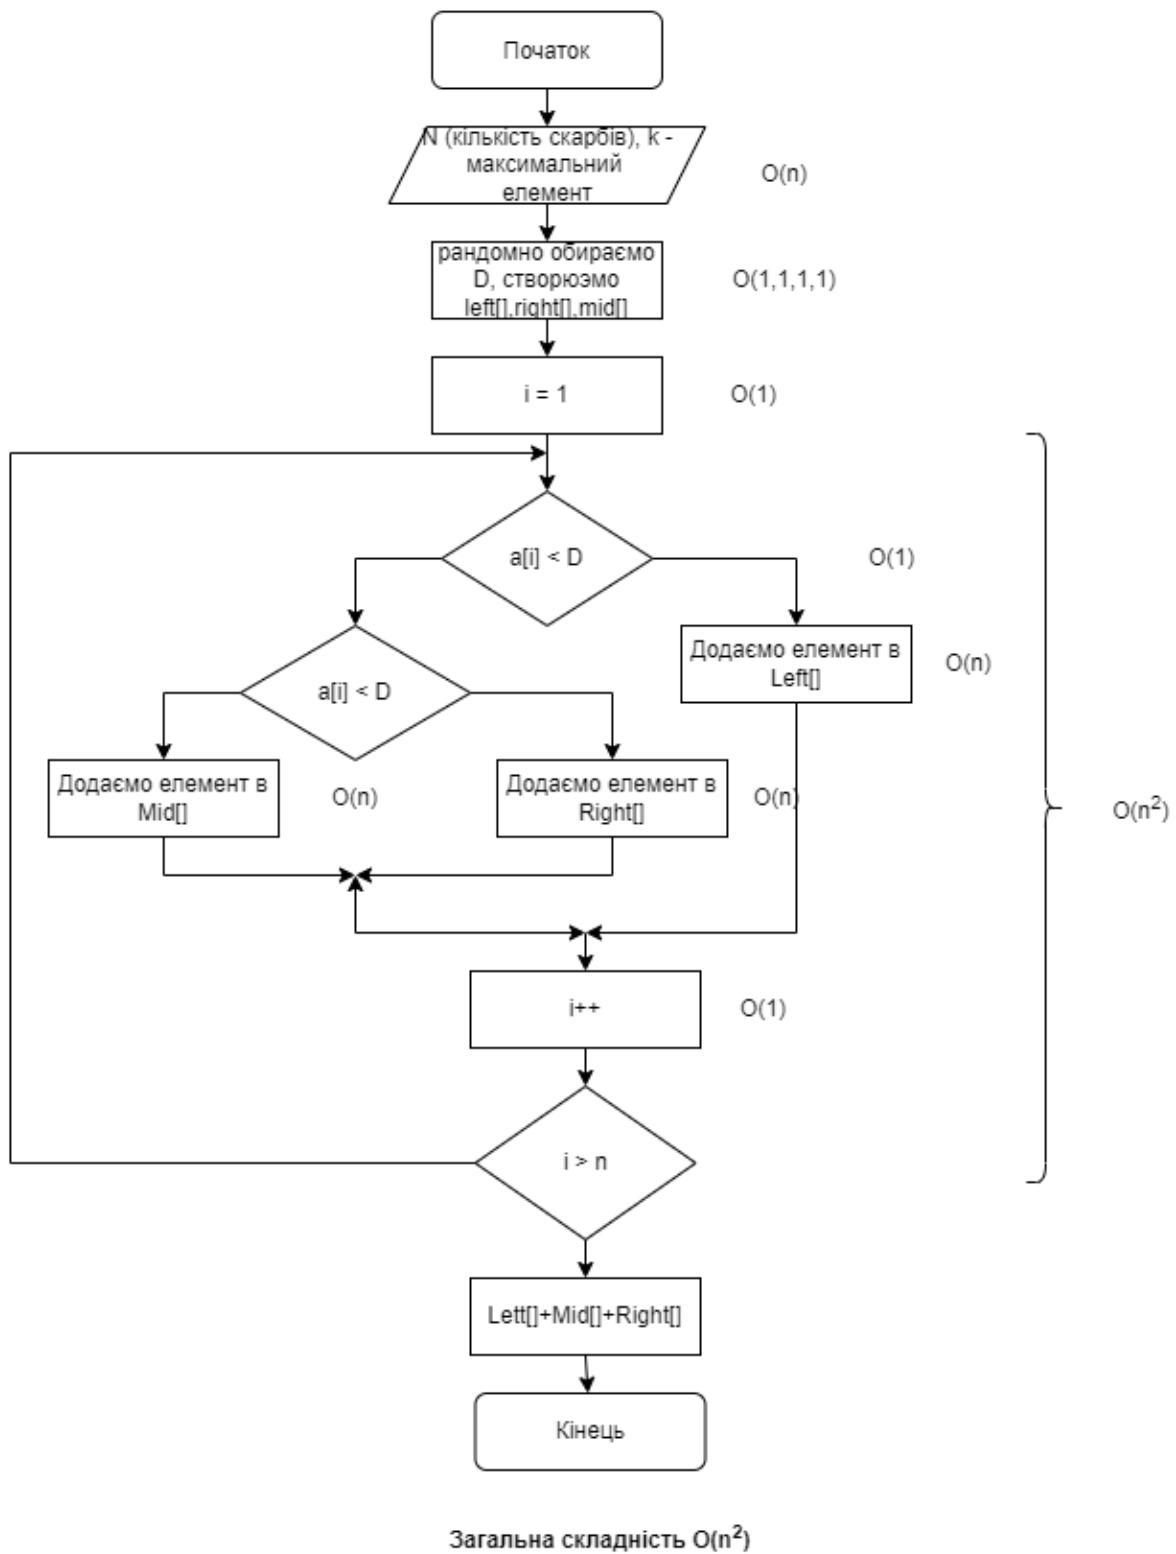 Початок
N (кількість скарбів), k -
максимальний
елемент
O(n)
рандомно обираємо
D, створюэмо
left[],right[],mid[]
O(1,1,1,1)
i = 1
O(1)
a[i] < D
O(1)
Додаємо елемент в
Left[]
O(n)
a[i] < D
Додаємо елемент в
Mid[]
O(n)
Додаємо елемент в
Right[]
O(n)
O(n²)
i++
O(1)
i > n
Lett[]+Mid[]+Right[]
Кінець
Загальна складність O(n²)